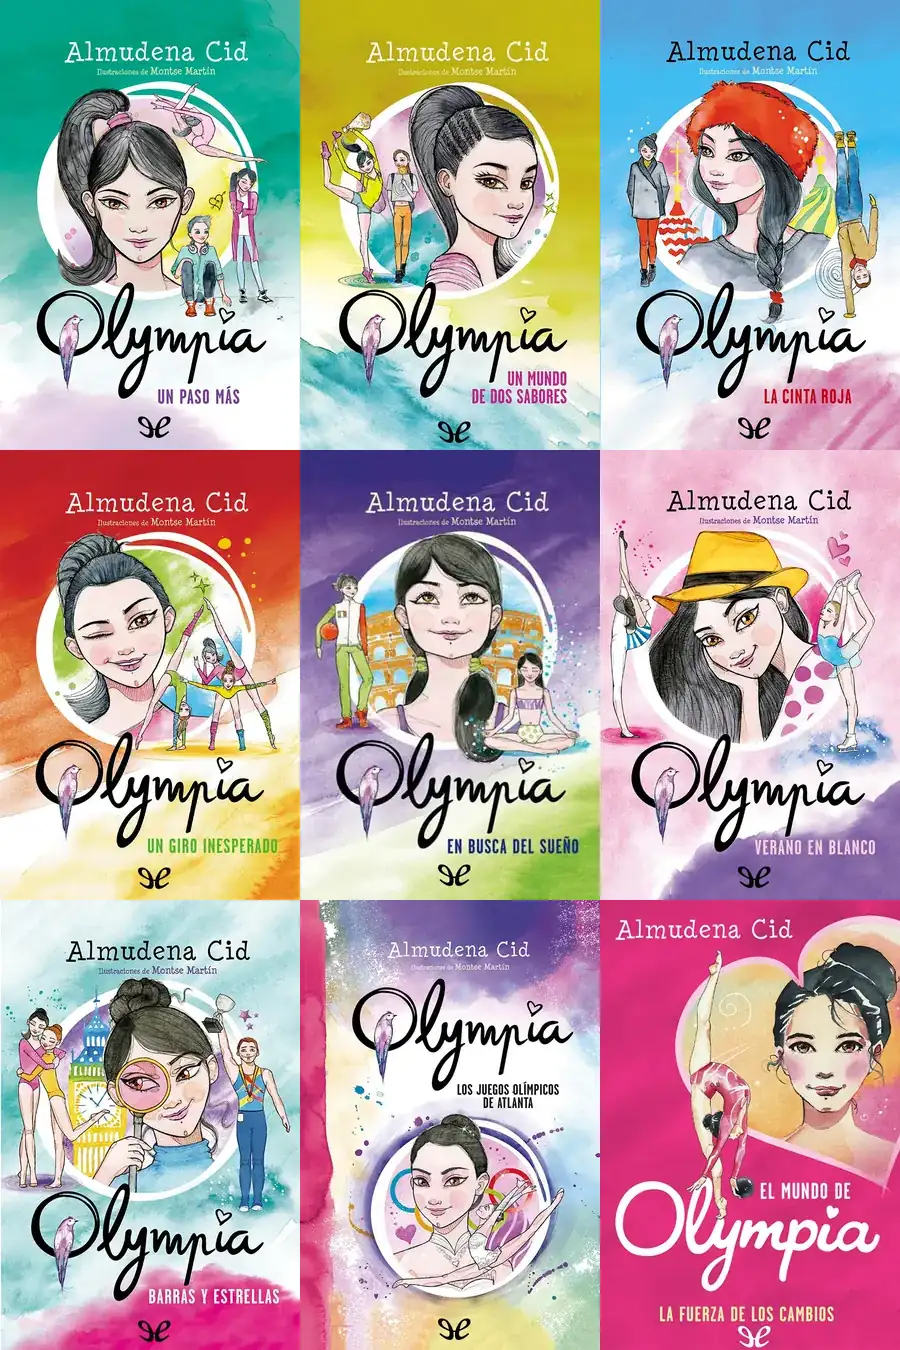 Almudena Cid
Ilustraciones de Montse Martín
Olympia
UN PASO MÁS
Almudena Cid
Ilustraciones de Montse Martín
Olympia
UN MUNDO
DE DOS SABORES
Almudena Cid
Ilustraciones de Montse Martín
Olympia
LA CINTA ROJA
Almudena Cid
Ilustraciones de Montse Martín
Olympia
UN GIRO INESPERADO
Almudena Cid
Ilustraciones de Montse Martín
Olympia
EN BUSCA DEL SUEÑO
Almudena Cid
Ilustraciones de Montse Martín
Olympia
VERANO EN BLANCO
Almudena Cid
Ilustraciones de Montse Martín
Olympia
BARRAS Y ESTRELLAS
Almudena Cid
Ilustraciones de Montse Martín
Olympia
LOS JUEGOS OLÍMPICOS
DE ATLANTA
Almudena Cid
EL MUNDO DE
Olympia
LA FUERZA DE LOS CAMBIOS